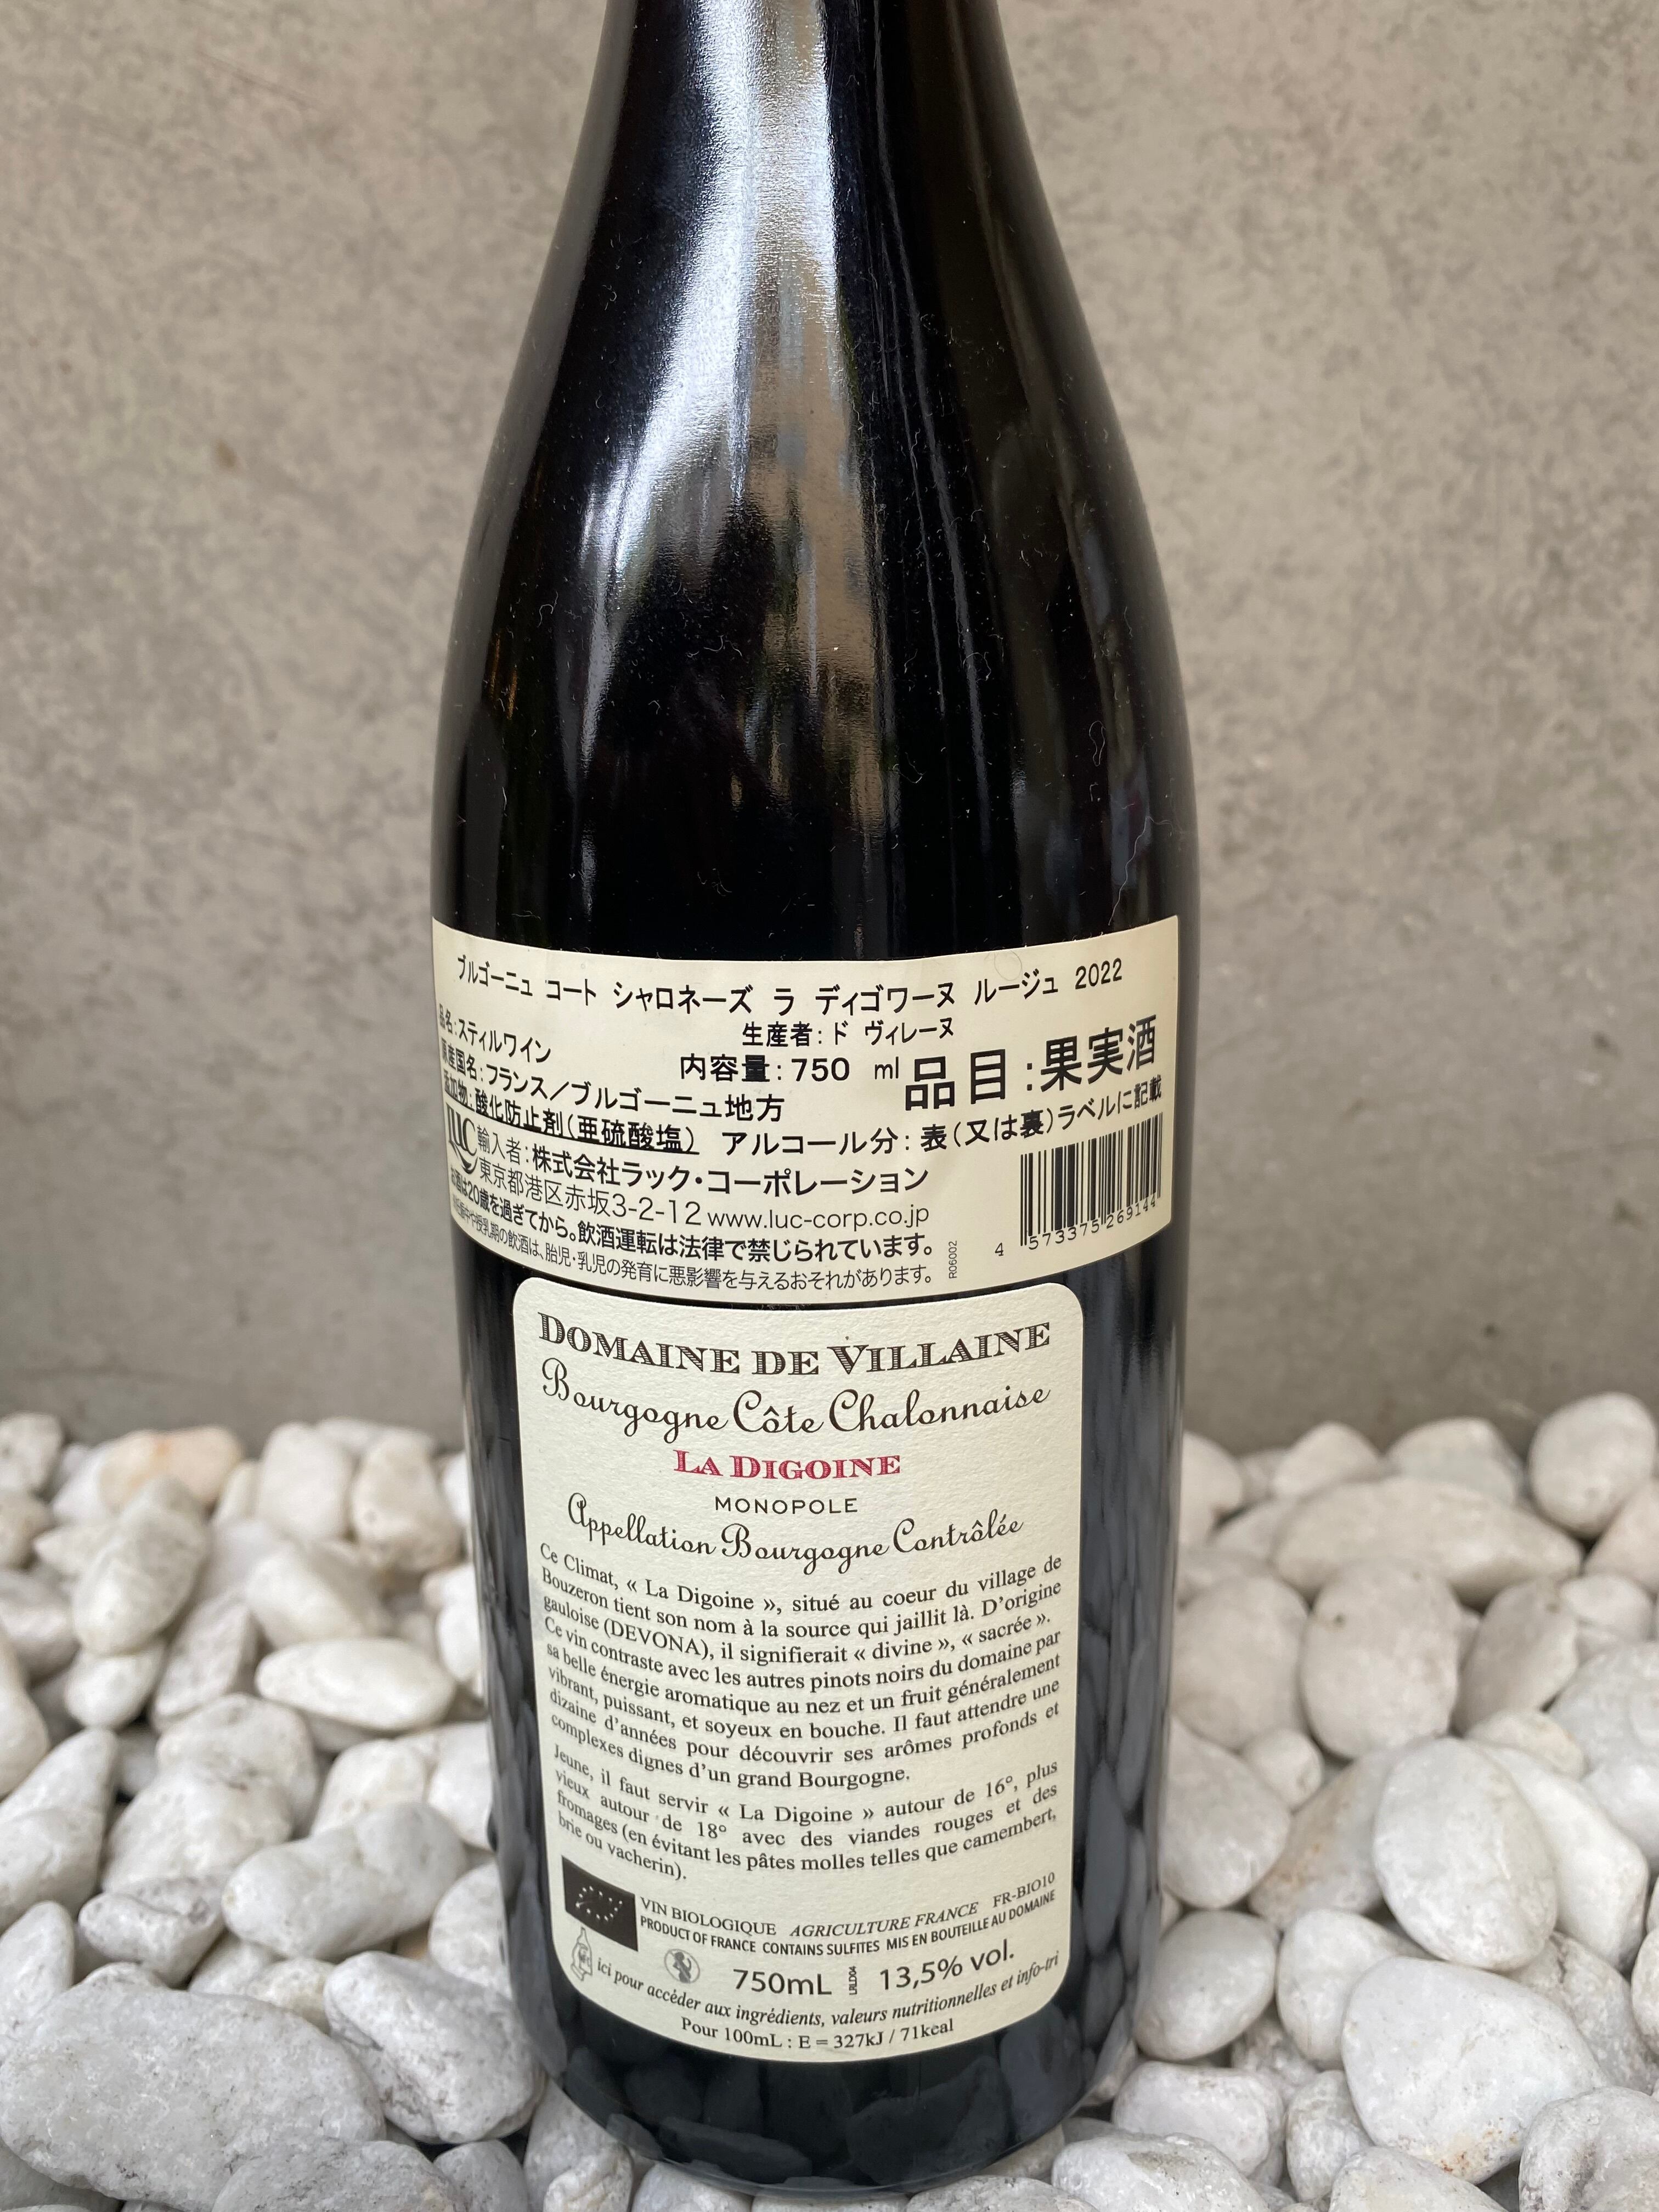 ブルゴーニュ コート シャロネーズ ラ ディゴワーヌ ルージュ 2022
生産者：ド ヴィレーヌ
品名：スティルワイン
内容量：750 ml 品目：果実酒
原産国名：フランス／ブルゴーニュ地方
添加物：酸化防止剤（亜硫酸塩） アルコール分：表（又は裏）ラベルに記載
LUC 輸入者：株式会社ラック・コーポレーション
東京都港区赤坂3-2-12 www.luc-corp.co.jp
お酒は20歳を過ぎてから。飲酒運転は法律で禁じられています。
や授乳期の飲酒は、胎児・乳児の発育に悪影響を与えるおそれがあります。
R06002
4 573375 269144
DOMAINE DE VILLAINE
Bourgogne Côte Chalonnaise
LA DIGOINE
MONOPOLE
Appellation Bourgogne Contrôlée
Ce Climat, « La Digoine », situé au coeur du village de
Bouzeron tient son nom à la source qui jaillit là. D’origine
gauloise (DEVONA), il signifierait « divine », « sacrée ».
Ce vin contraste avec les autres pinots noirs du domaine par
sa belle énergie aromatique au nez et un fruit généralement
vibrant, puissant, et soyeux en bouche. Il faut attendre une
dizaine d’années pour découvrir ses arômes profonds et
complexes dignes d’un grand Bourgogne.
Jeune, il faut servir « La Digoine » autour de 16°, plus
vieux autour de 18° avec des viandes rouges et des
fromages (en évitant les pâtes molles telles que camembert,
brie ou vacherin).
VIN BIOLOGIQUE AGRICULTURE FRANCE FR-BIO10
PRODUCT OF FRANCE CONTAINS SULFITES MIS EN BOUTEILLE AU DOMAINE
750mL 13,5% vol.
ici pour accéder aux ingrédients, valeurs nutritionnelles et info-tri
Pour 100mL : E = 327kJ / 71kcal